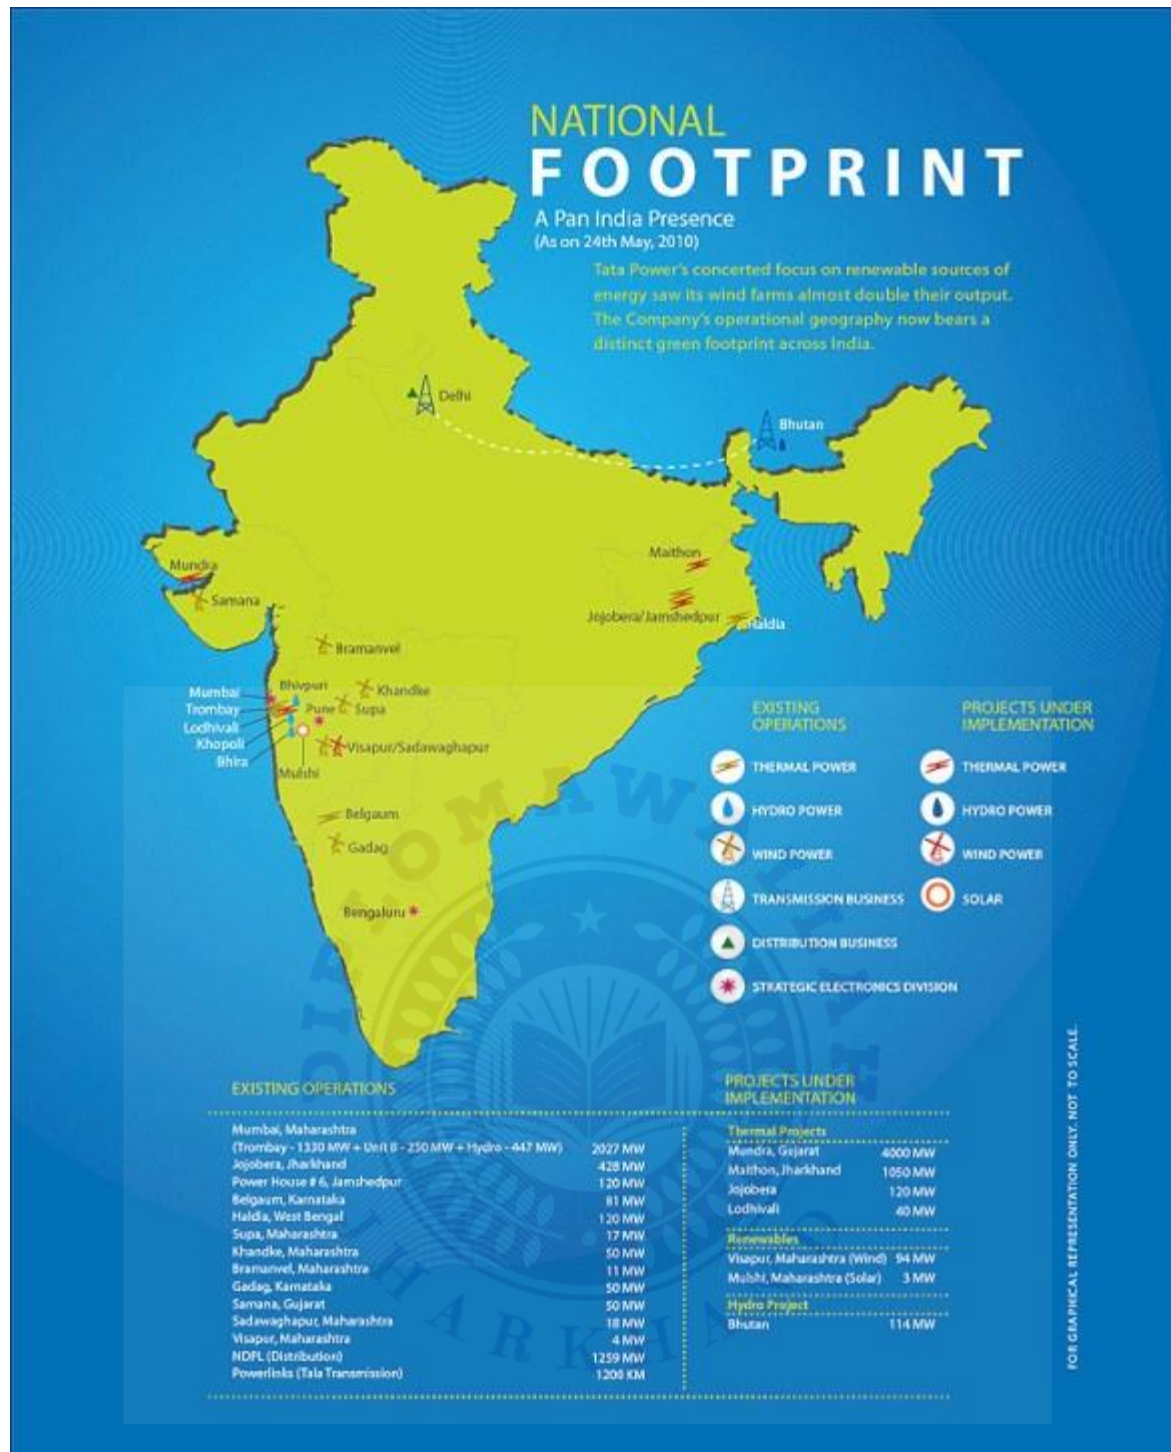 NATIONAL
FOOTPRINT
A Pan India Presence
(As on 24th May, 2010)
Tata Power's concerted focus on renewable sources of
energy saw its wind farms almost double their output.
The Company's operational geography now bears a
distinct green footprint across India.
Delhi
Bhutan
Maithon
Mundra
Samana
Jojobera/Jamshedpur
Haldia
Bramanvel
Bhivpuri
Khandke
Mumbai
Trombay
Pune
Supa
Lodhivali
Khopoli
Visapur/Sadawaghapur
Bhira
Mulshi
Belgaum
Gadag
Bengaluru
EXISTING
OPERATIONS
THERMAL POWER
HYDRO POWER
WIND POWER
TRANSMISSION BUSINESS
DISTRIBUTION BUSINESS
STRATEGIC ELECTRONICS DIVISION
PROJECTS UNDER
IMPLEMENTATION
THERMAL POWER
HYDRO POWER
WIND POWER
SOLAR
EXISTING OPERATIONS
Mumbai, Maharashtra
(Trombay - 1330 MW + Unit 8 - 250 MW + Hydro - 447 MW) 2027 MW
Jojobera, Jharkhand 428 MW
Power House # 6, Jamshedpur 120 MW
Belgaum, Karnataka 81 MW
Haldia, West Bengal 120 MW
Supa, Maharashtra 17 MW
Khandke, Maharashtra 50 MW
Bramanvel, Maharashtra 11 MW
Gadag, Karnataka 50 MW
Samana, Gujarat 50 MW
Sadawaghapur, Maharashtra 18 MW
Visapur, Maharashtra 4 MW
NDPL (Distribution) 1259 MW
Powerlinks (Tala Transmission) 1200 KM
PROJECTS UNDER
IMPLEMENTATION
Thermal Projects
Mundra, Gujarat 4000 MW
Maithon, Jharkhand 1050 MW
Jojobera 120 MW
Lodhivali 40 MW
Renewables
Visapur, Maharashtra (Wind) 94 MW
Mulshi, Maharashtra (Solar) 3 MW
Hydro Project
Bhutan 114 MW
FOR GRAPHICAL REPRESENTATION ONLY. NOT TO SCALE.